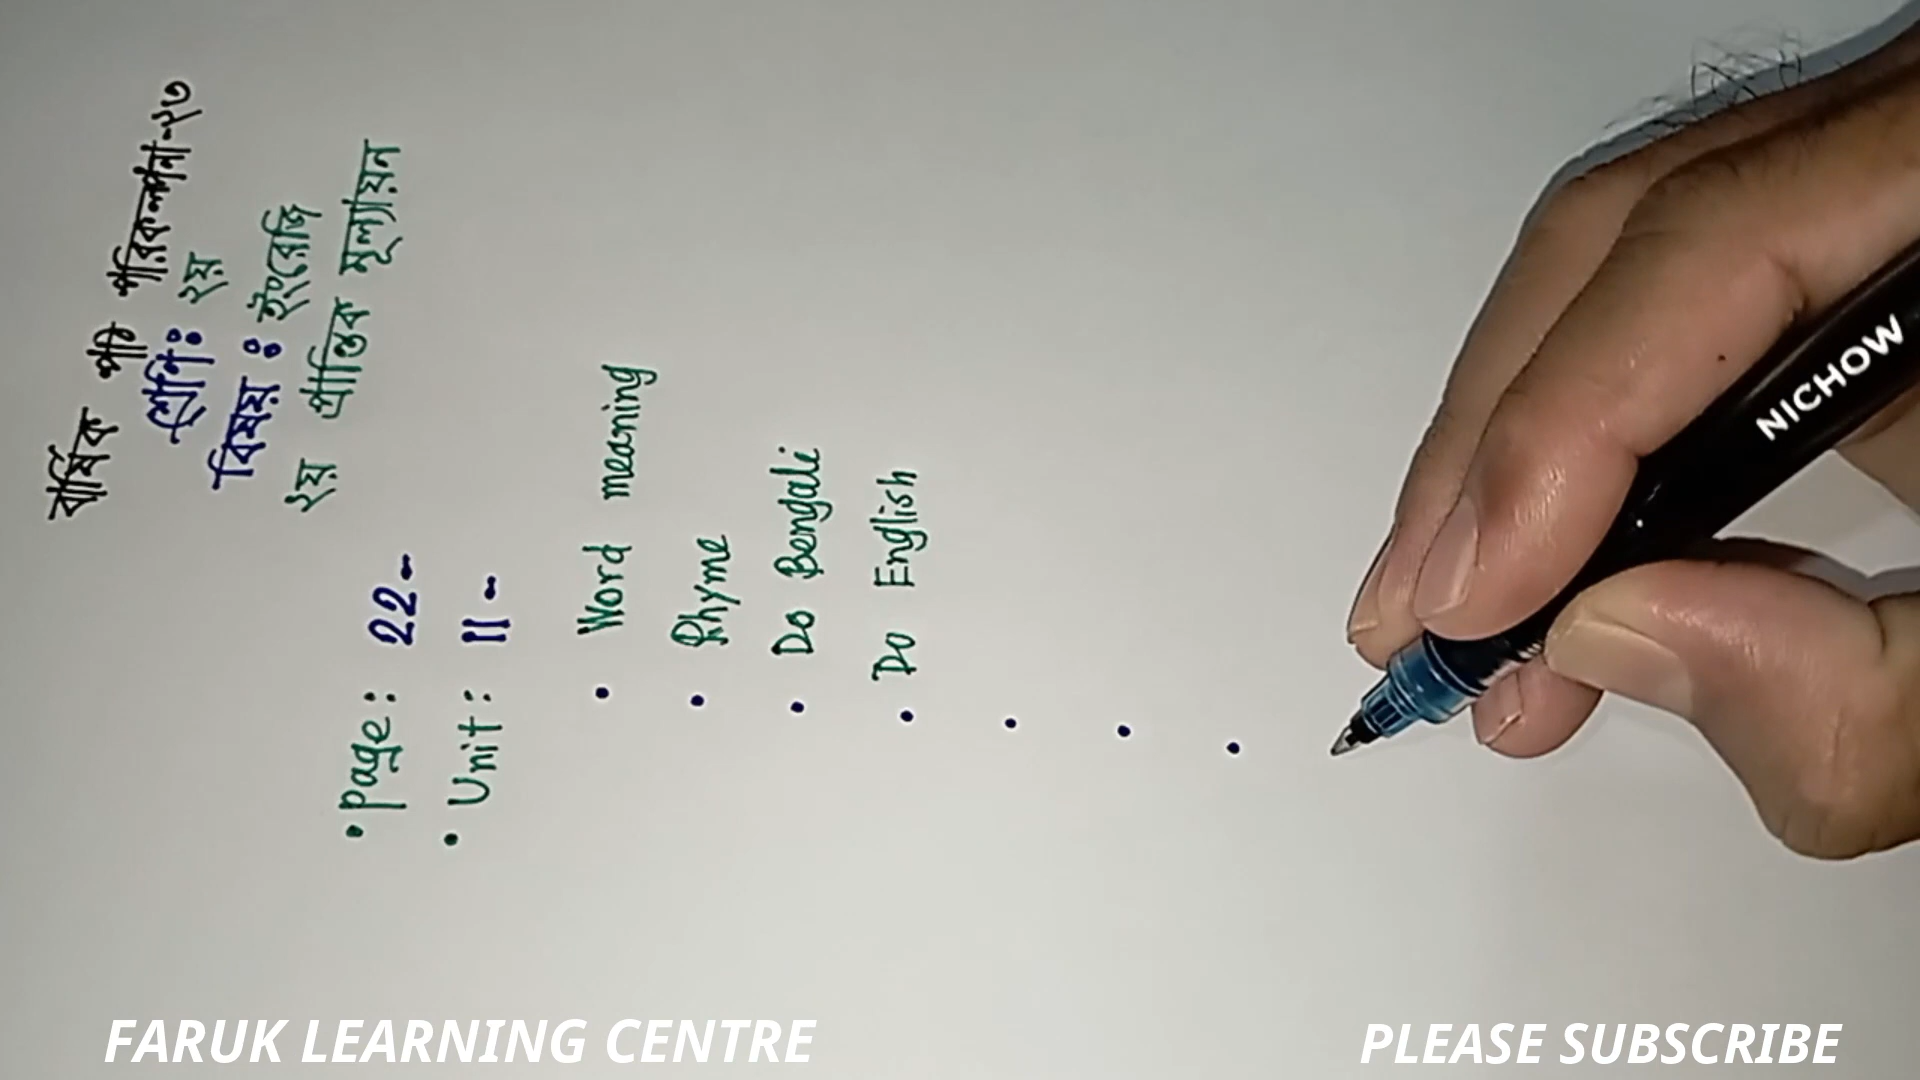 বার্ষিক পাঠ পরিকল্পনা-২৩
শ্রেণি: ২য়
বিষয়: ইংরেজি
২য় প্রান্তিক মূল্যায়ন
• Page: 22-
• Unit: 11-
• Word meaning
• Rhyme
• Do Bengali
• Do English
•
•
•
NICHOW
FARUK LEARNING CENTRE
PLEASE SUBSCRIBE